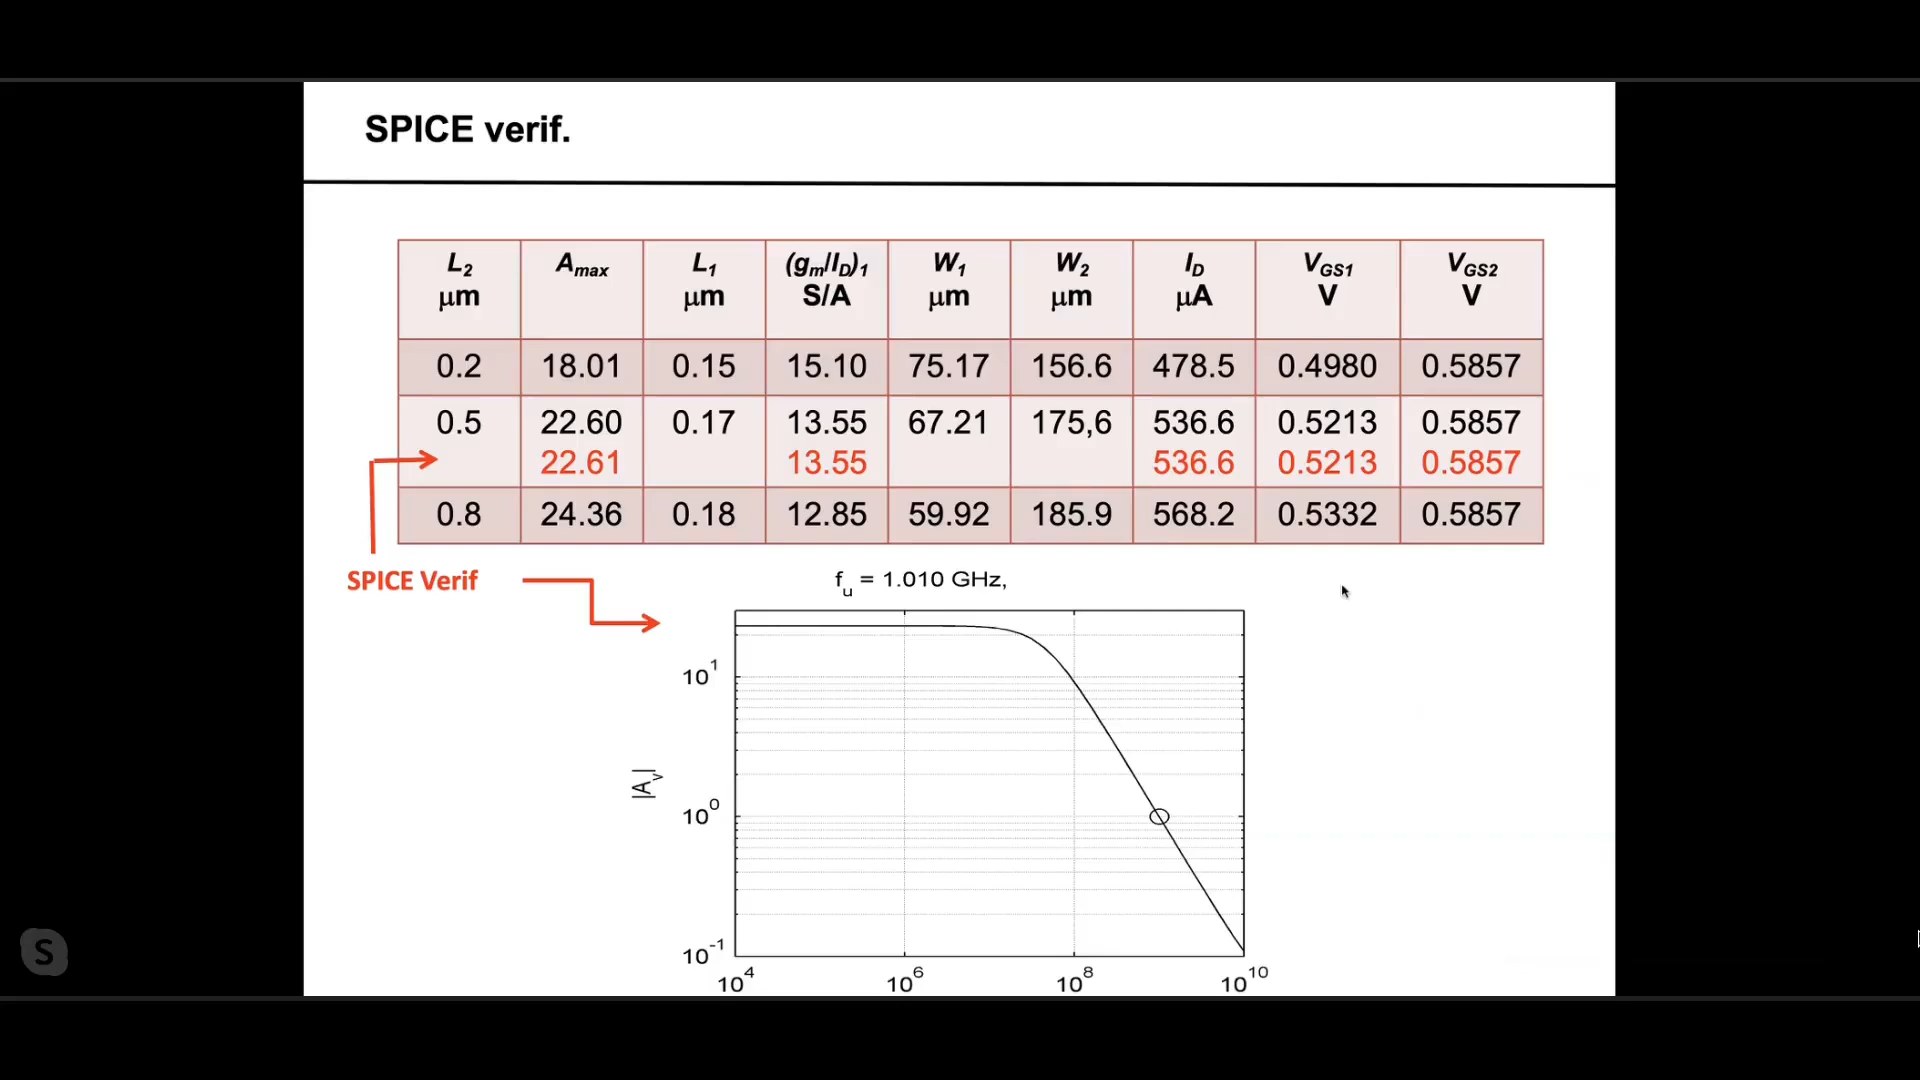 SPICE verif.
L2 μm Amax L1 μm (gm/ID)1 S/A W1 μm W2 μm ID μA VGS1 V VGS2 V
0.2 18.01 0.15 15.10 75.17 156.6 478.5 0.4980 0.5857
0.5 22.60 0.17 13.55 67.21 175,6 536.6 0.5213 0.5857
22.61 13.55 536.6 0.5213 0.5857
0.8 24.36 0.18 12.85 59.92 185.9 568.2 0.5332 0.5857
SPICE Verif
fu = 1.010 GHz,
|Av|
10^1
10^0
10^-1
10^4 10^6 10^8 10^10
S